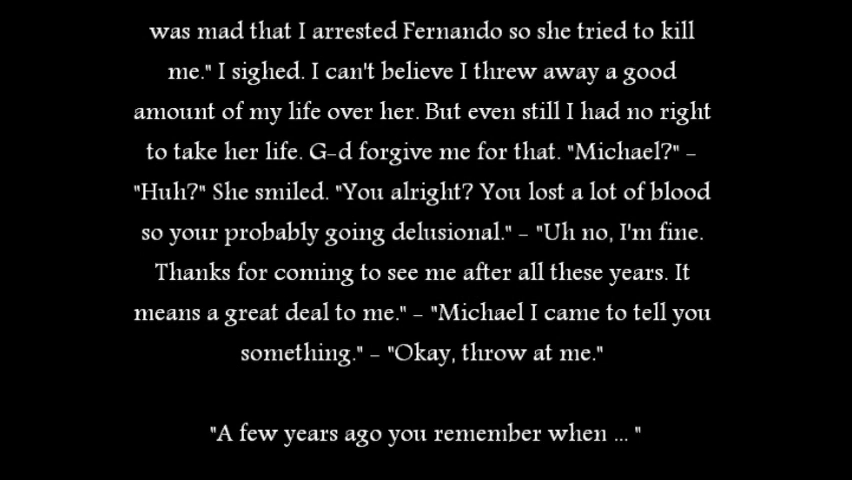 was mad that I arrested Fernando so she tried to kill
me." I sighed. I can't believe I threw away a good
amount of my life over her. But even still I had no right
to take her life. G-d forgive me for that. "Michael?" -
"Huh?" She smiled. "You alright? You lost a lot of blood
so your probably going delusional." - "Uh no, I'm fine.
Thanks for coming to see me after all these years. It
means a great deal to me." - "Michael I came to tell you
something." - "Okay, throw at me."
"A few years ago you remember when ... "